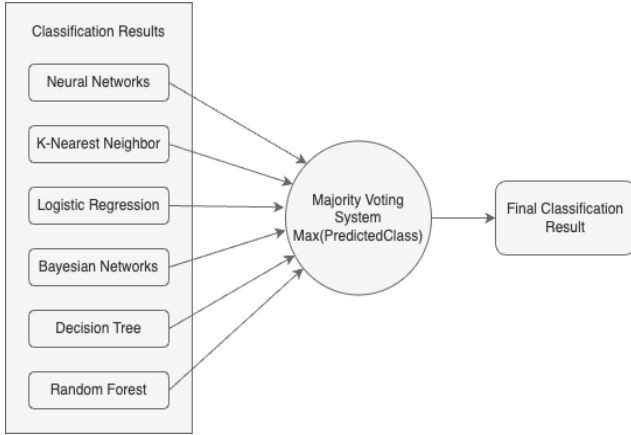 Classification Results
Neural Networks
K-Nearest Neighbor
Logistic Regression
Bayesian Networks
Decision Tree
Random Forest
Majority Voting
System
Max(PredictedClass)
Final Classification
Result